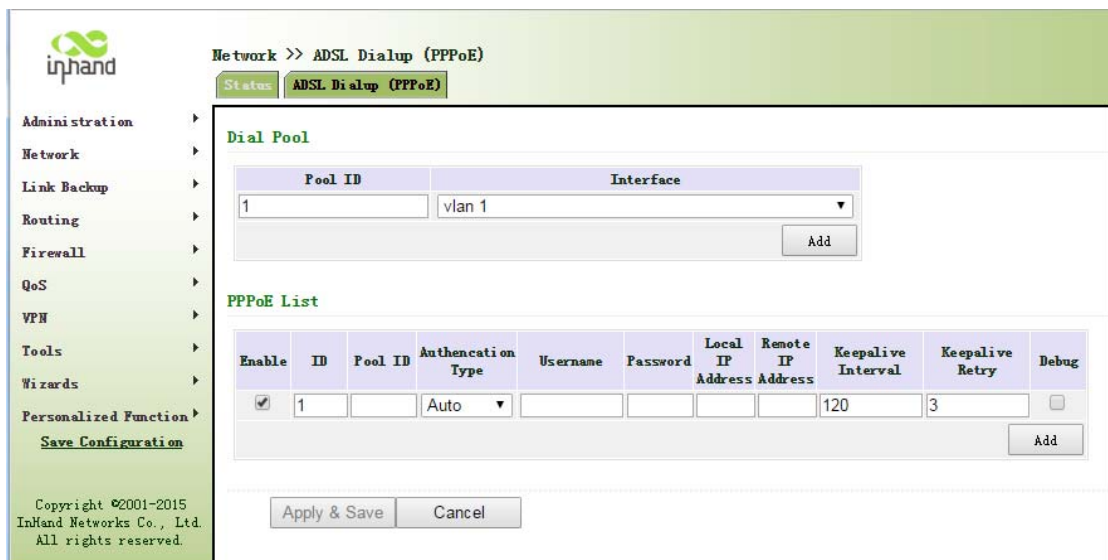 inhand
Network >> ADSL Dialup (PPPoE)
Status
ADSL Dialup (PPPoE)
Administration
Network
Link Backup
Routing
Firewall
QoS
VPN
Tools
Wizards
Personalized Function
Save Configuration
Copyright ©2001-2015
InHand Networks Co., Ltd.
All rights reserved.
Dial Pool
Pool ID Interface
1 vlan 1
Add
PPPoE List
Enable ID Pool ID Authencation Type Username Password Local IP Address Remote IP Address Keepalive Interval Keepalive Retry Debug
1 Auto 120 3
Add
Apply & Save Cancel